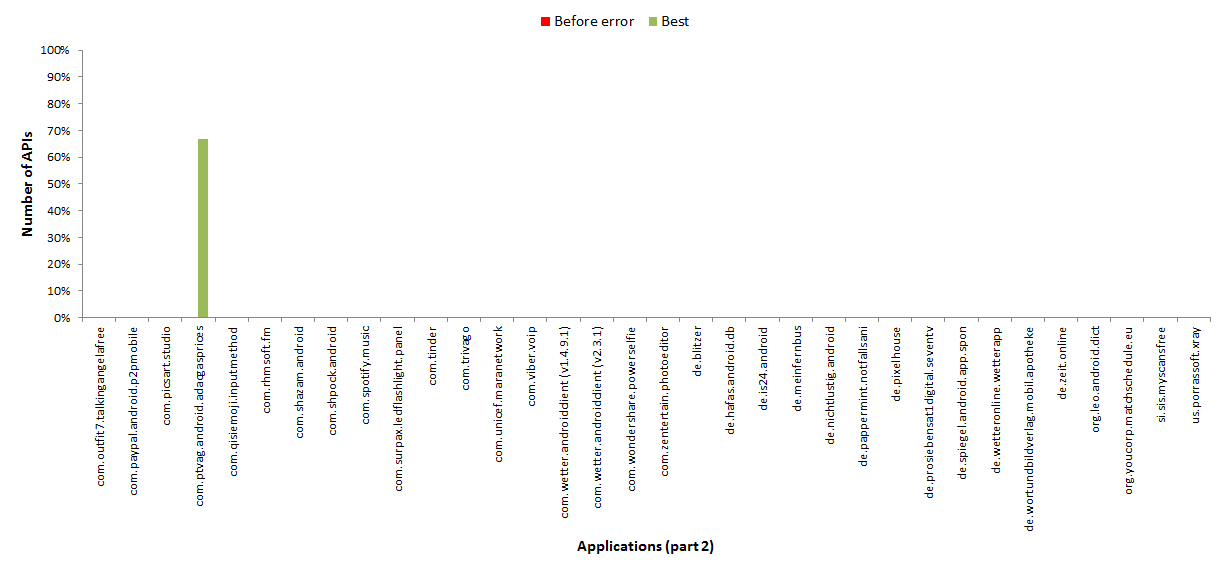 Before error Best
100%
90%
80%
70%
60%
50%
40%
30%
20%
10%
0%
Number of APIs
com.outfit7.talkingangelafree
com.paypal.android.p2pmobile
com.picsart.studio
com.ptvag.android.adacgasprices
com.qisiemoji.inputmethod
com.rhmsoft.fm
com.shazam.android
com.shpock.android
com.spotify.music
com.surpax.ledflashlight.panel
com.tinder
com.trivago
com.unicef.maranetwork
com.viber.voip
com.wetter.androiddient (v1.4.9.1)
com.wetter.androiddient (v2.3.1)
com.wondershare.powerselfie
com.zentertain.photoeditor
de.blitzer
de.hafas.android.db
de.is24.android
de.meinfernbus
de.nichtlustig.android
de.pappermint.notfallsani
de.pixelhouse
de.prosiebensat1digital.seventv
de.spiegel.android.app.spon
de.wetteronline.wetterapp
de.wortundbildverlag.mobil.apotheke
de.zeit.online
org.leo.android.dict
org.youcorp.matchschedule.eu
si.sis.myscansfree
us.porrassoft.xray
Applications (part 2)